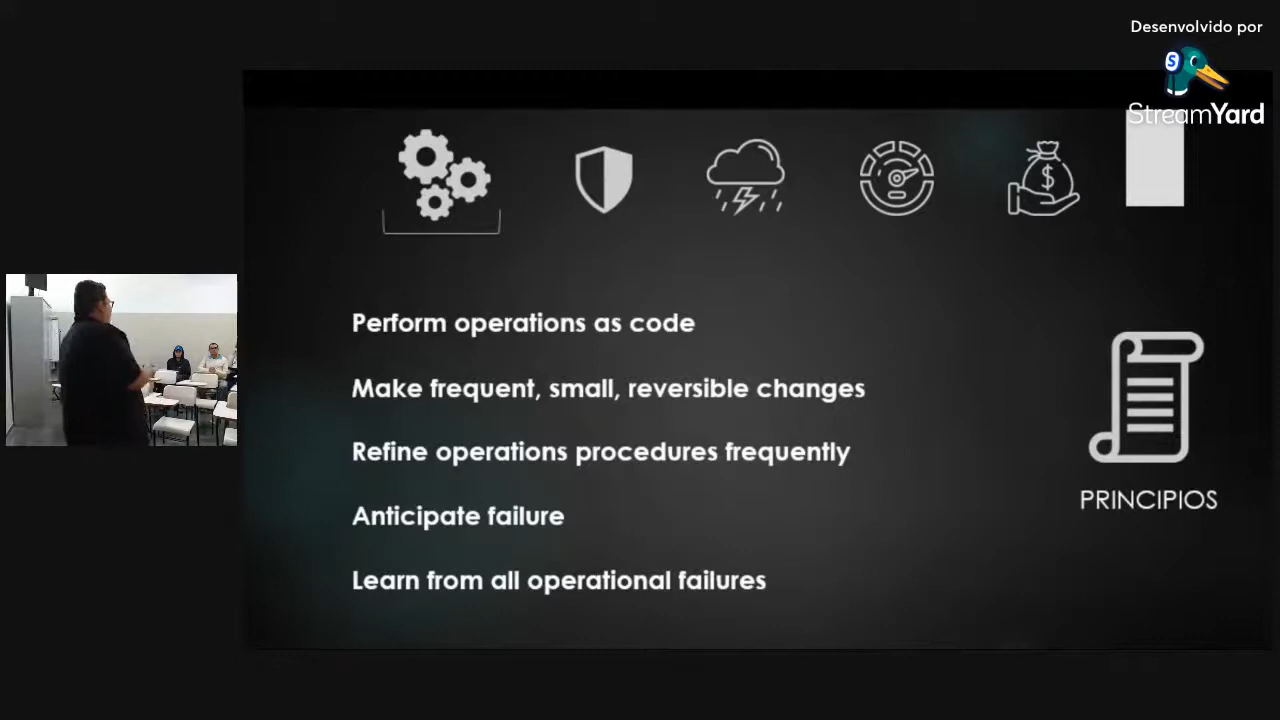 Desenvolvido por
StreamYard
Perform operations as code
Make frequent, small, reversible changes
Refine operations procedures frequently
Anticipate failure
Learn from all operational failures
PRINCIPIOS